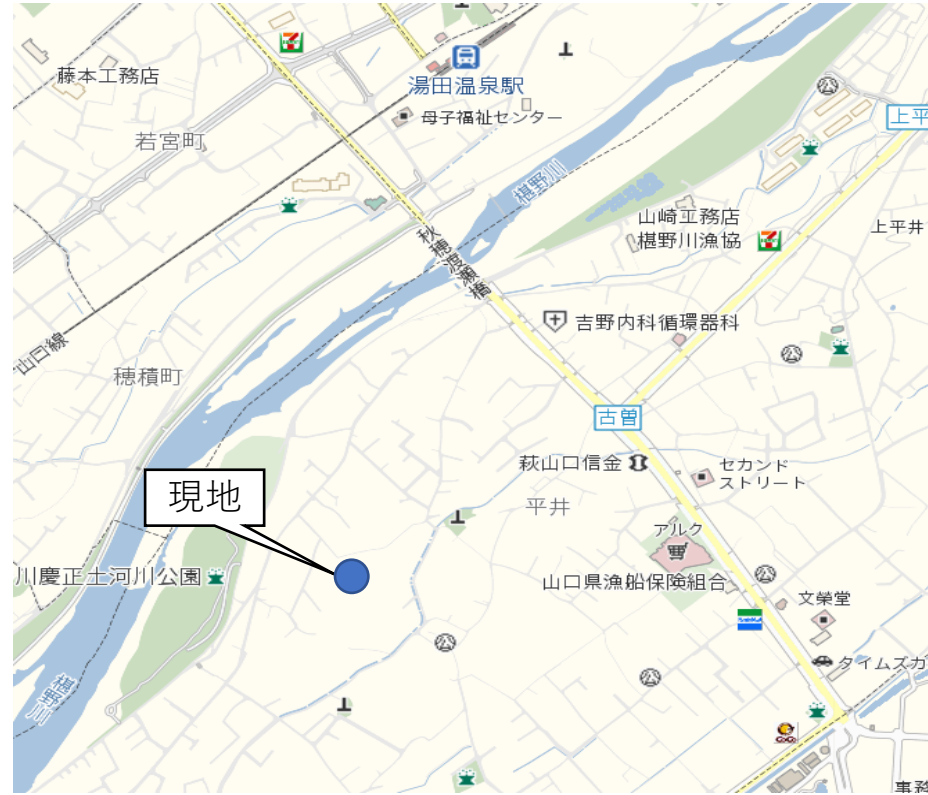 藤本工務店
湯田温泉駅
母子福祉センター
若宮町
上平
椹野川
山崎工務店
椹野川漁協
上平井
秋穂渡瀬橋
吉野内科循環器科
山口線
穂積町
古曽
萩山口信金
セカンド
ストリート
現地
平井
アルク
川慶正土河川公園
山口県漁船保険組合
文榮堂
タイムズカ
椹野川
事務